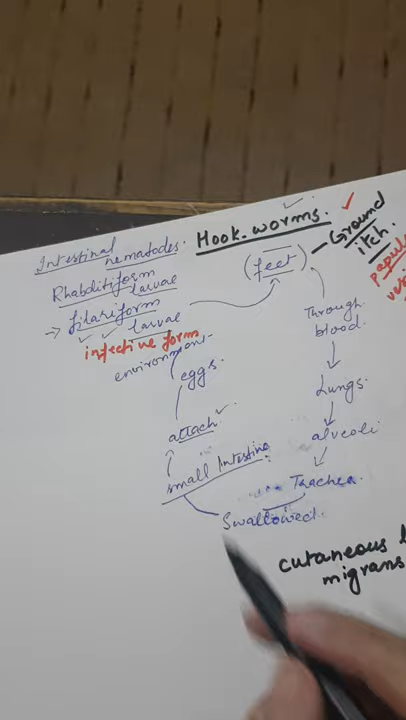 Intestinal nematodes.
Hook-worms.
Rhabditiform
larvae
(feet)
Ground
itch.
filariform
larvae
infective form
environment
eggs
attach
small Intestine
Through
blood.
Lungs.
alveoli
Trachea.
Swallowed.
cutaneous
migrans